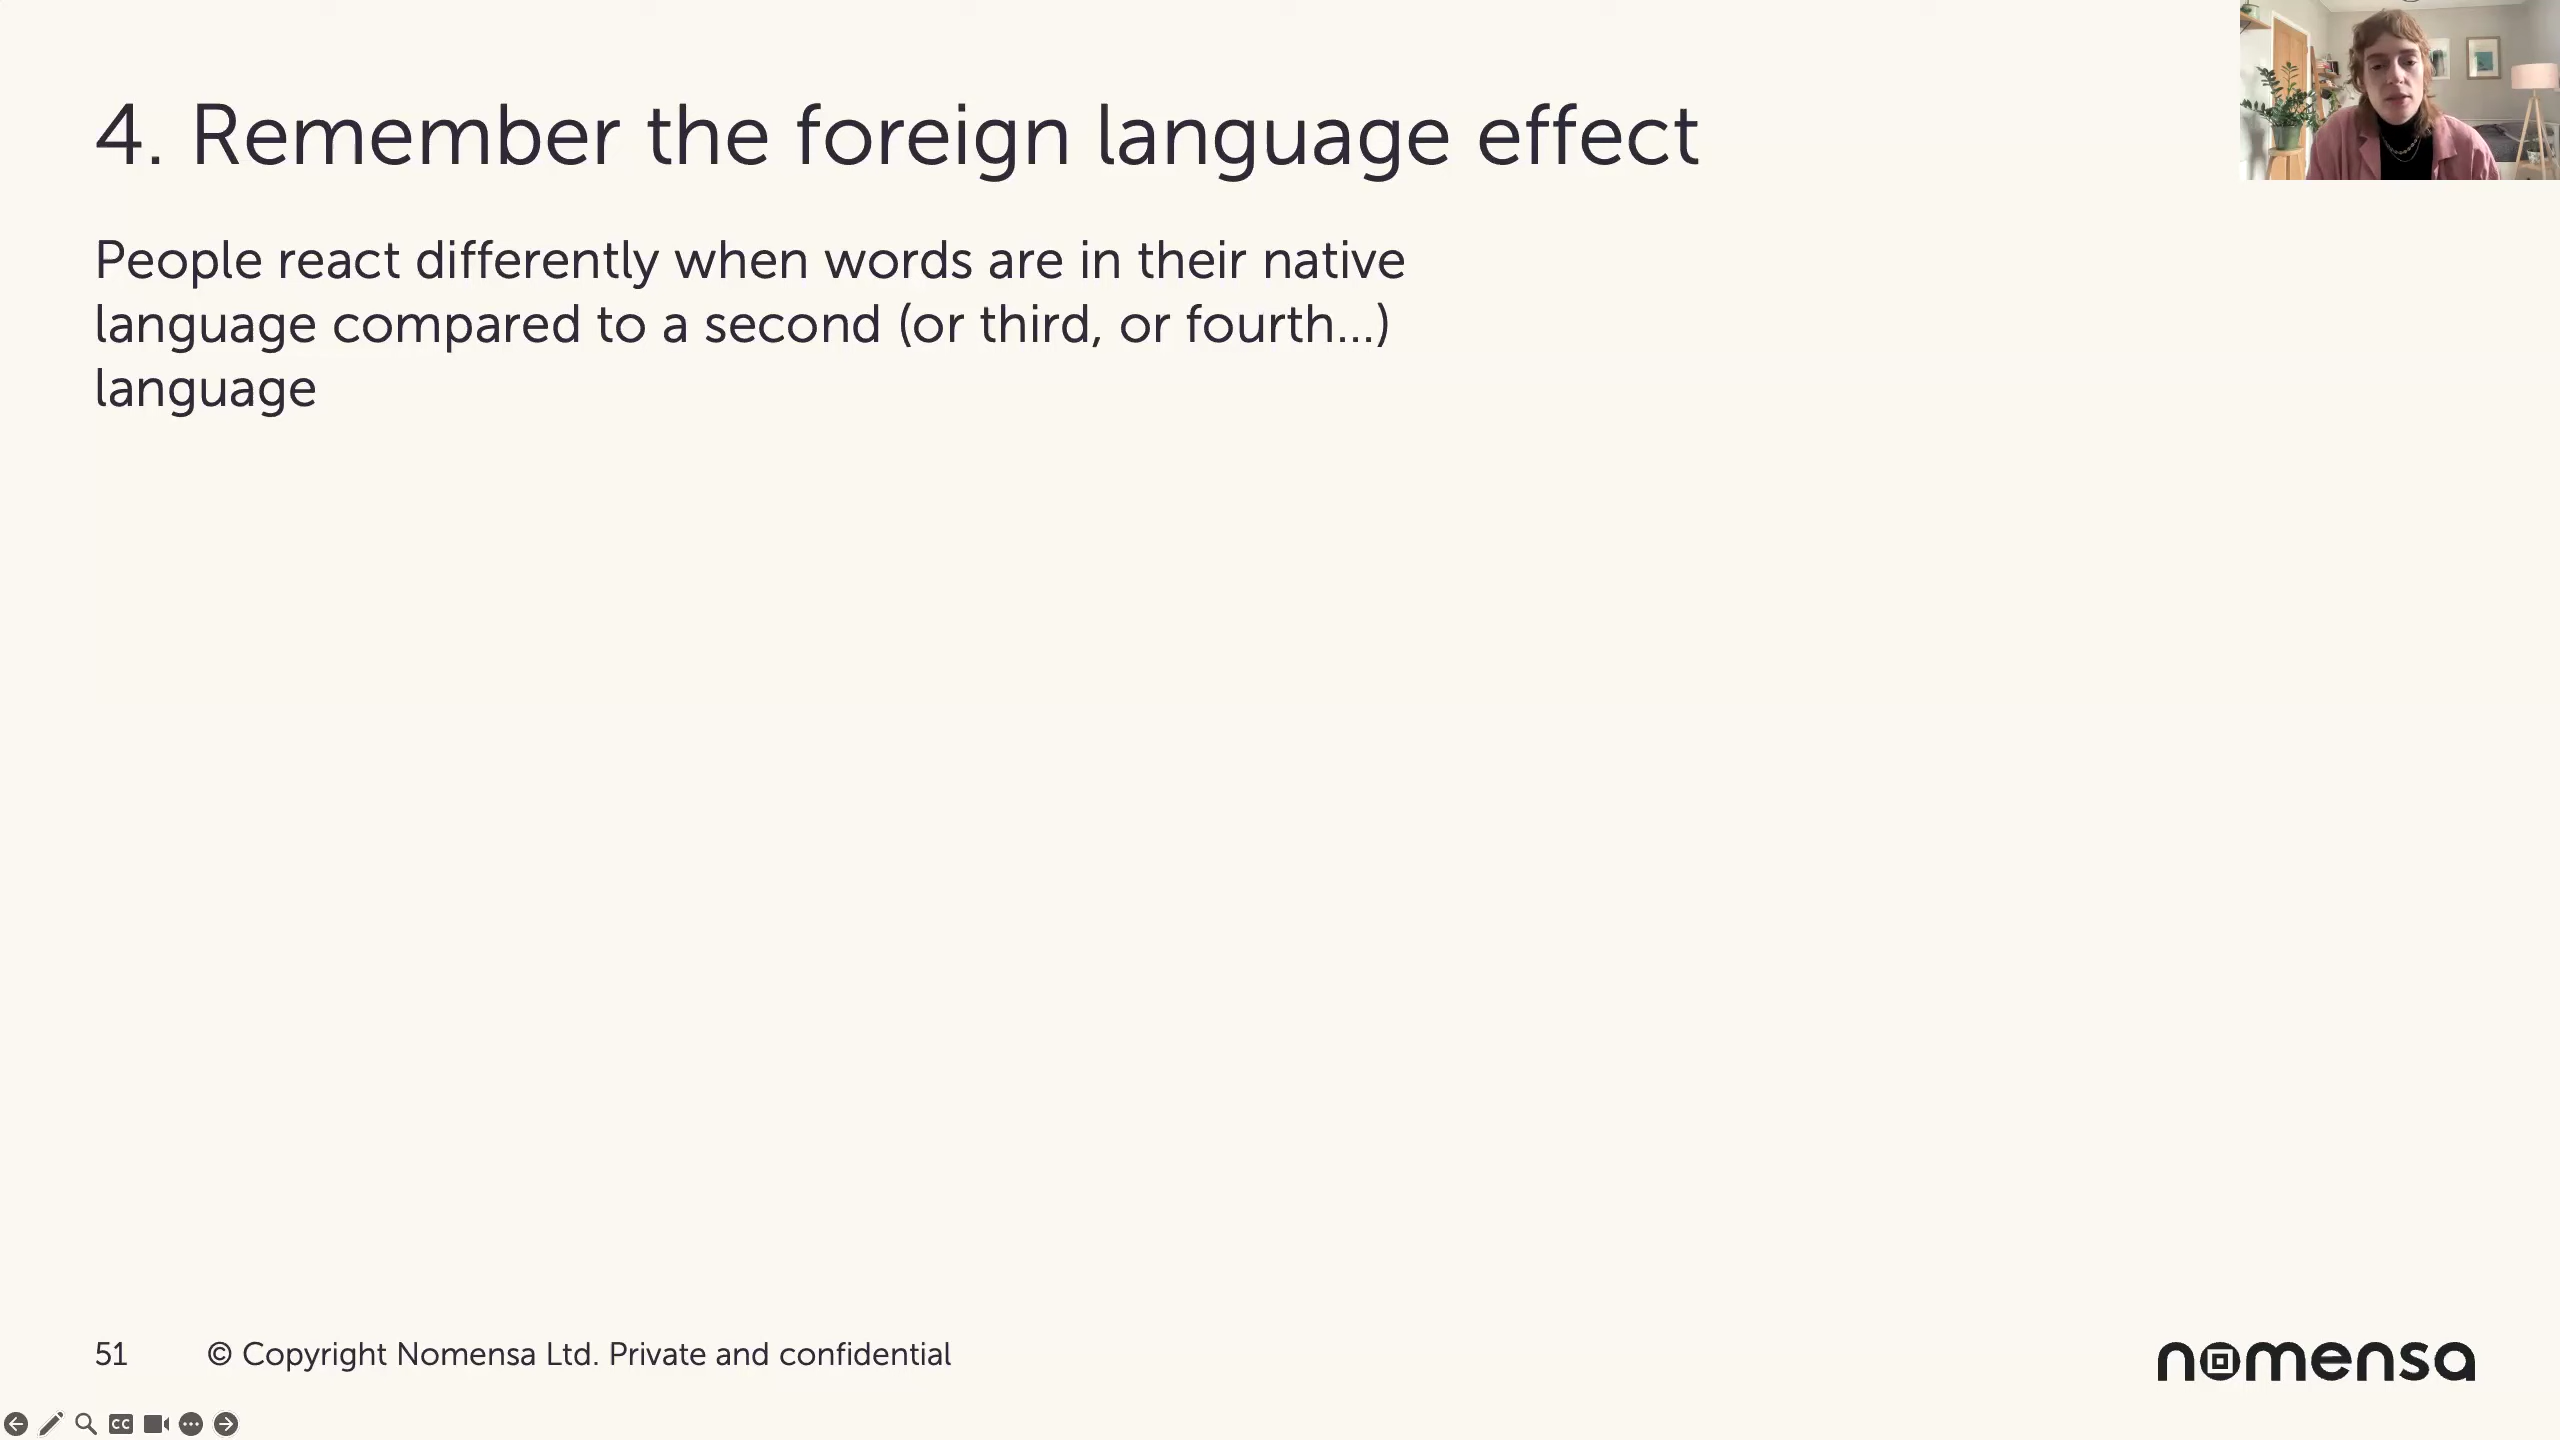 4. Remember the foreign language effect
People react differently when words are in their native
language compared to a second (or third, or fourth...)
language
51 © Copyright Nomensa Ltd. Private and confidential
nomensa
CC